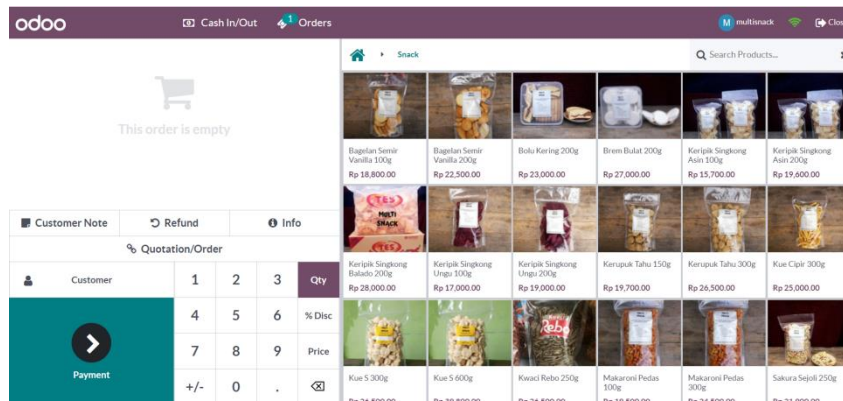 odoo
Cash In/Out
1
Orders
M multisnack
Snack
Search Products...
This order is empty
Bagelan Semir
Vanilla 100g
Rp 18,800.00
Bagelan Semir
Vanilla 200g
Rp 22,500.00
Bolu Kering 200g
Rp 23,000.00
Brem Bulat 200g
Rp 27,000.00
Keripik Singkong
Asin 100g
Rp 15,700.00
Keripik Singkong
Asin 200g
Rp 19,600.00
TES
MULTI
SNACK
TES
Keripik Singkong
Balado 200g
Rp 28,000.00
Keripik Singkong
Ungu 100g
Rp 17,000.00
Keripik Singkong
Ungu 200g
Rp 19,000.00
Kerupuk Tahu 150g
Rp 19,700.00
Kerupuk Tahu 300g
Rp 26,500.00
Kue Cipir 300g
Rp 25,000.00
Rebo
Kue S 300g
Kue S 600g
Kwaci Rebo 250g
Makaroni Pedas
100g
Makaroni Pedas
300g
Sakura Sejoli 250g
Customer Note
Refund
Info
Quotation/Order
Customer
1 2 3 Qty
4 5 6 % Disc
7 8 9 Price
+/- 0 .
Payment